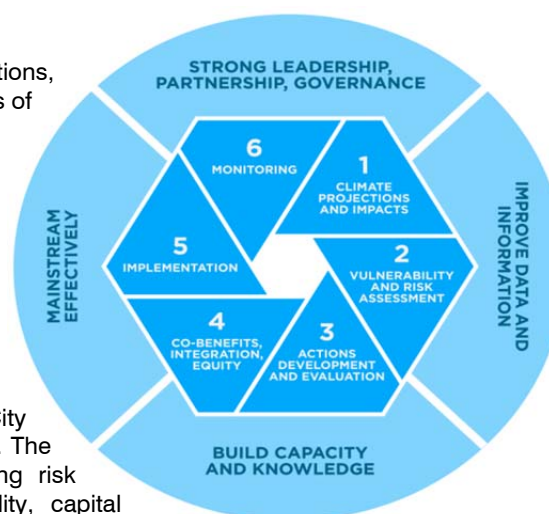 tions,
s of
STRONG LEADERSHIP,
PARTNERSHIP, GOVERNANCE
6
MONITORING
1
CLIMATE
PROJECTIONS
AND IMPACTS
IMPROVE DATA AND
INFORMATION
2
VULNERABILITY
AND RISK
ASSESSMENT
3
ACTIONS
DEVELOPMENT
AND EVALUATION
4
CO-BENEFITS,
INTEGRATION,
EQUITY
5
IMPLEMENTATION
MAINSTREAM
EFFECTIVELY
BUILD CAPACITY
AND KNOWLEDGE
City
The
ng risk
lity, capital